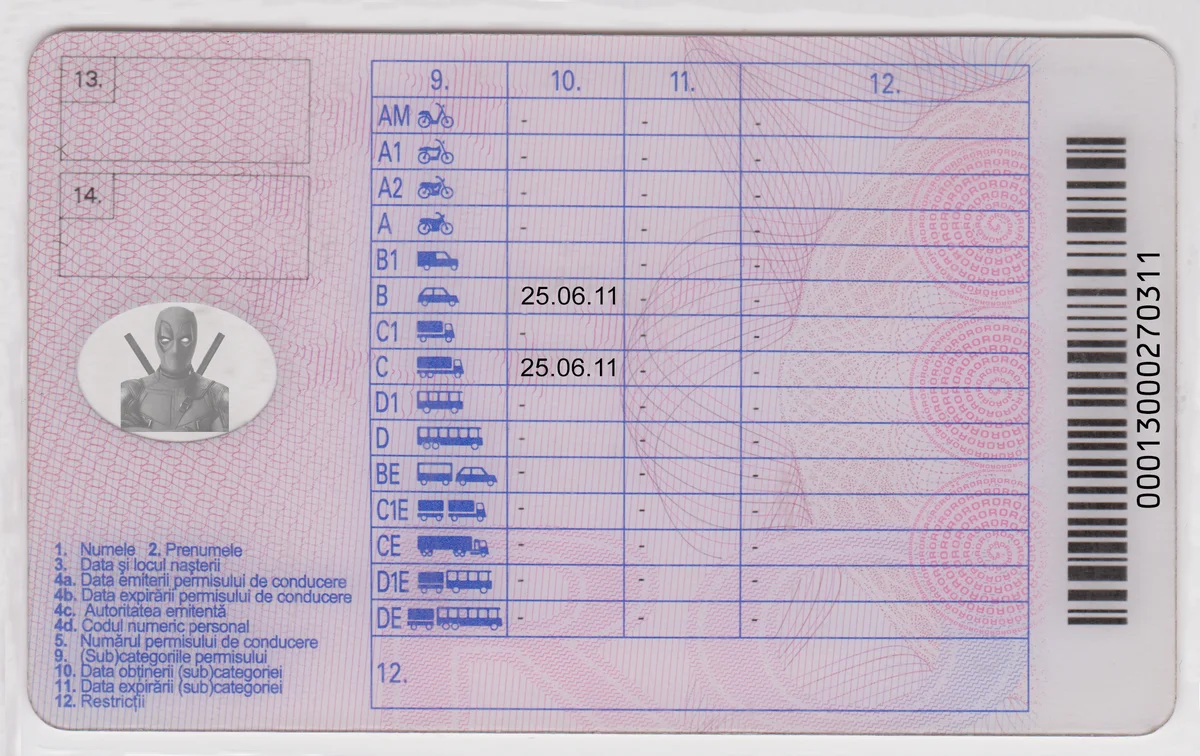 13.
14.
9. 10. 11. 12.
AM - - -
A1 - - -
A2 - - -
A - - -
B1 - -
B 25.06.11 - -
C1 - - -
C 25.06.11 - -
D1 - - -
D - - -
BE - - -
C1E - - -
CE - - -
D1E - - -
DE - - -
12.
1. Numele 2. Prenumele
3. Data şi locul naşterii
4a. Data emiterii permisului de conducere
4b. Data expirării permisului de conducere
4c. Autoritatea emitentă
4d. Codul numeric personal
5. Numărul permisului de conducere
9. (Sub)categoriile permisului
10. Data obţinerii (sub)categoriei
11. Data expirării (sub)categoriei
12. Restricţii
00013000270311